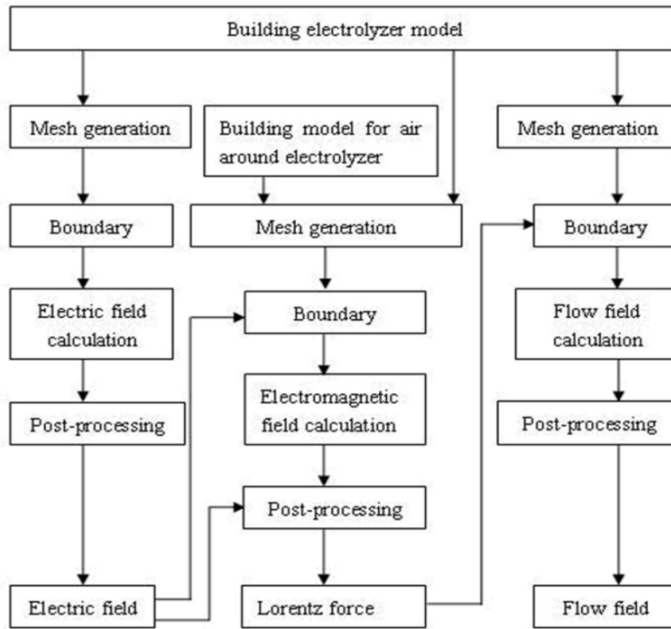 Building electrolyzer model
Mesh generation
Building model for air
around electrolyzer
Mesh generation
Boundary
Mesh generation
Boundary
Electric field
calculation
Boundary
Flow field
calculation
Electromagnetic
field calculation
Post-processing
Post-processing
Post-processing
Electric field
Lorentz force
Flow field